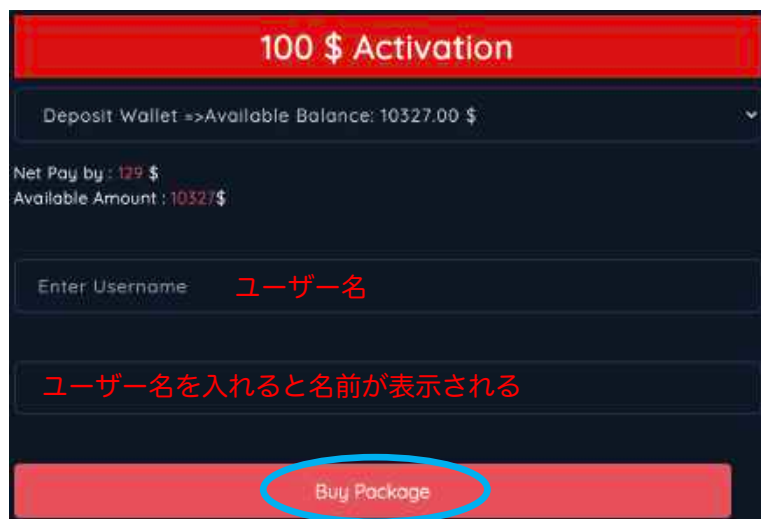 100 $ Activation
Deposit Wallet =>Available Balance: 10327.00 $
Net Pay by : 129 $
Available Amount : 10327$
Enter Username ユーザー名
ユーザー名を入れると名前が表示される
Buy Package